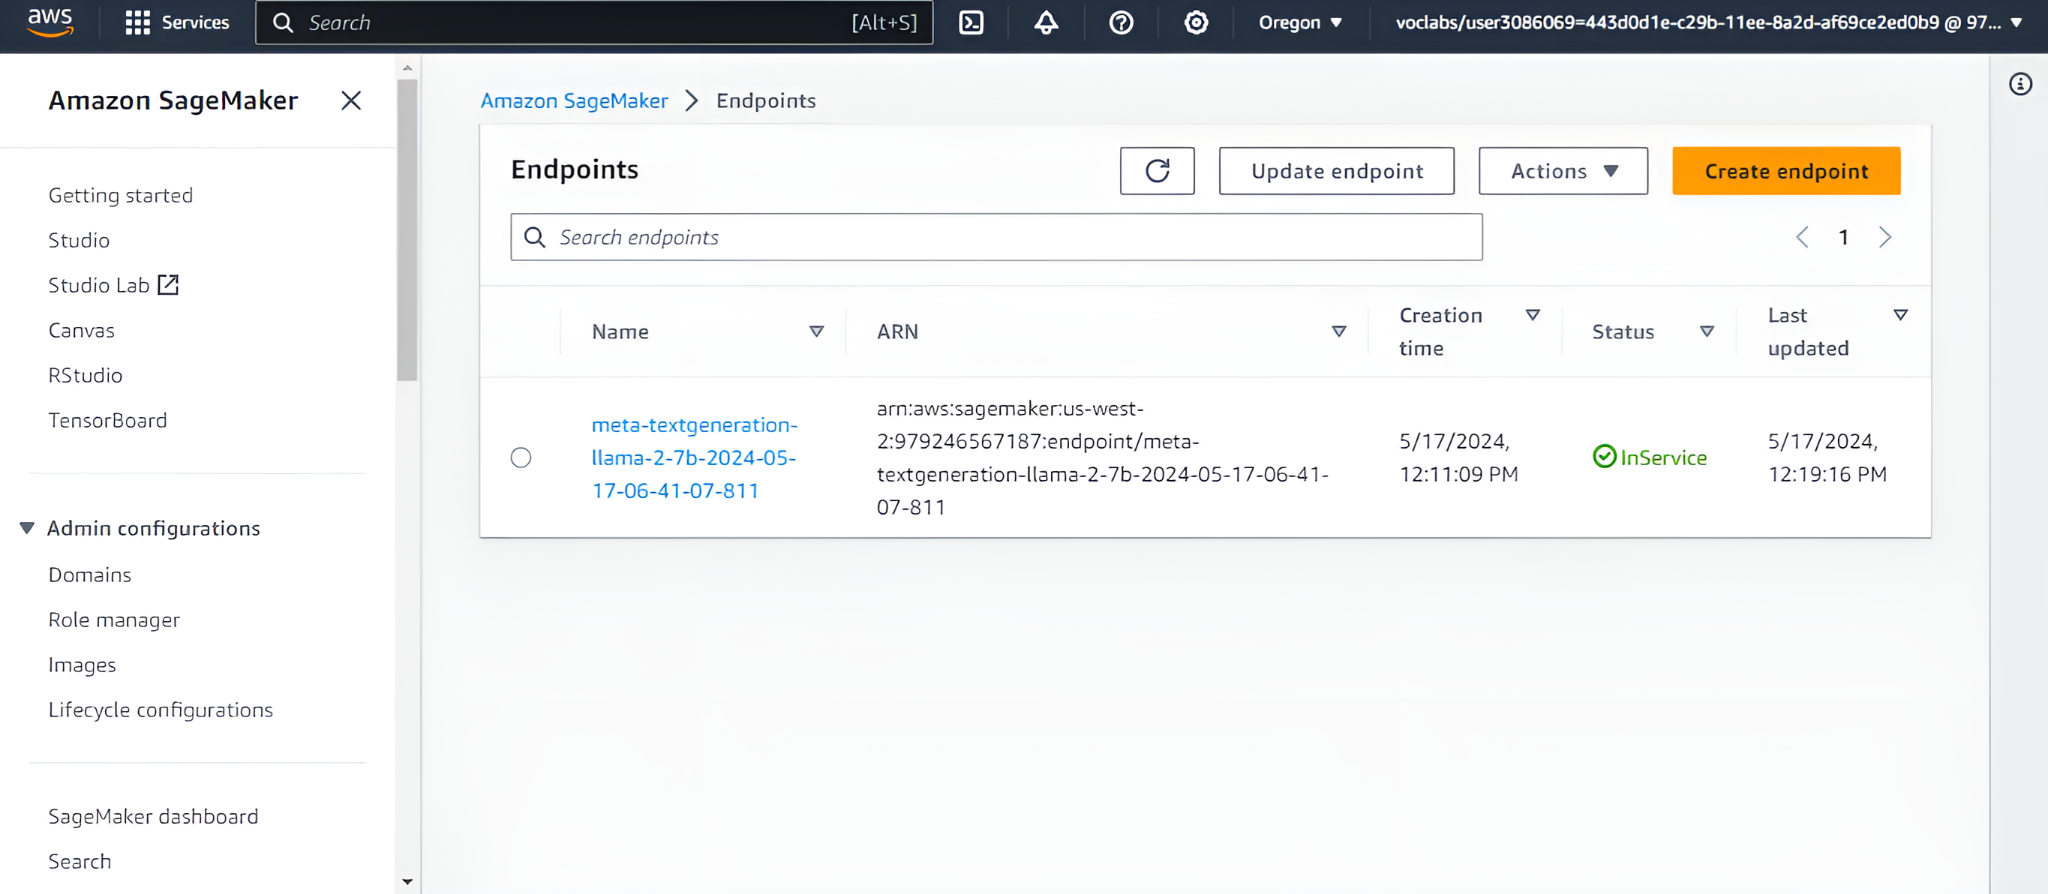 aws
Services
Search [Alt+S]
Oregon
voclabs/user3086069=443d0d1e-c29b-11ee-8a2d-af69ce2ed0b9 @ 97...
Amazon SageMaker
Getting started
Studio
Studio Lab
Canvas
RStudio
TensorBoard
Admin configurations
Domains
Role manager
Images
Lifecycle configurations
SageMaker dashboard
Search
Amazon SageMaker > Endpoints
Endpoints
Update endpoint
Actions
Create endpoint
Search endpoints
1
Name
ARN
Creation
time
Status
Last
updated
meta-textgeneration-
llama-2-7b-2024-05-
17-06-41-07-811
arn:aws:sagemaker:us-west-
2:979246567187:endpoint/meta-
textgeneration-llama-2-7b-2024-05-17-06-41-
07-811
5/17/2024,
12:11:09 PM
InService
5/17/2024,
12:19:16 PM